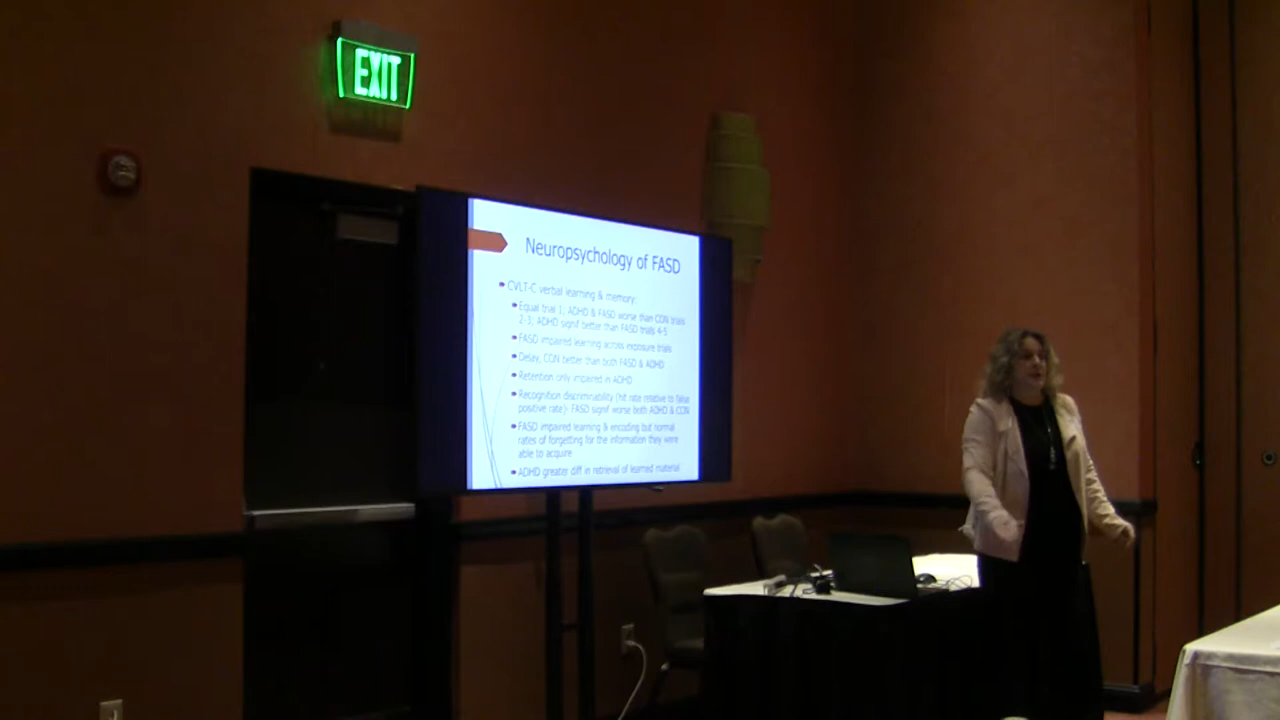 EXIT
Neuropsychology of FASD
CVLT-C verbal learning & memory:
Equal trial 1; ADHD & FASD worse than CON trials
2-3; ADHD signif better than FASD trials 4-5
FASD impaired learning across exposure trials
Delay, CON better than both FASD & ADHD
Retention only impaired in ADHD
Recognition discriminability (hit rate relative to false
positive rate)- FASD signif worse both ADHD & CON
FASD impaired learning & encoding but normal
rates of forgetting for the information they were
able to acquire
ADHD greater diff in retrieval of learned material